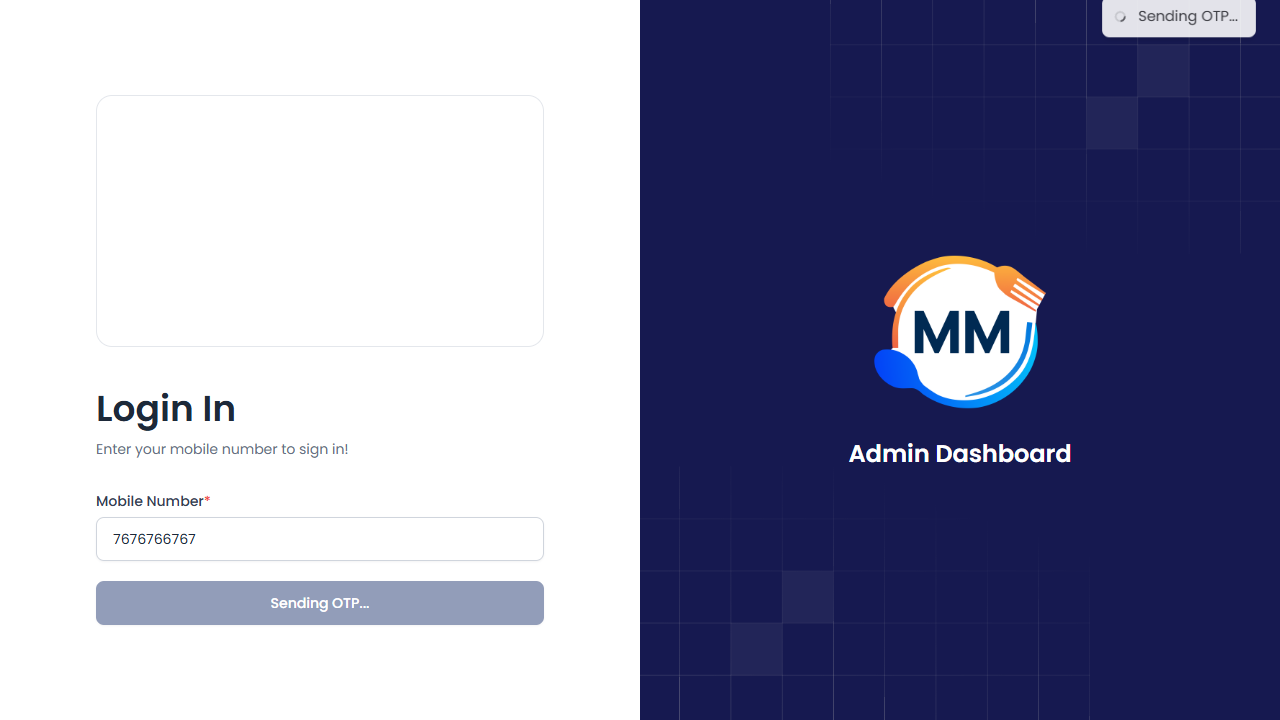 Sending OTP...
Login In
Enter your mobile number to sign in!
Mobile Number*
7676766767
Sending OTP...
MM
Admin Dashboard